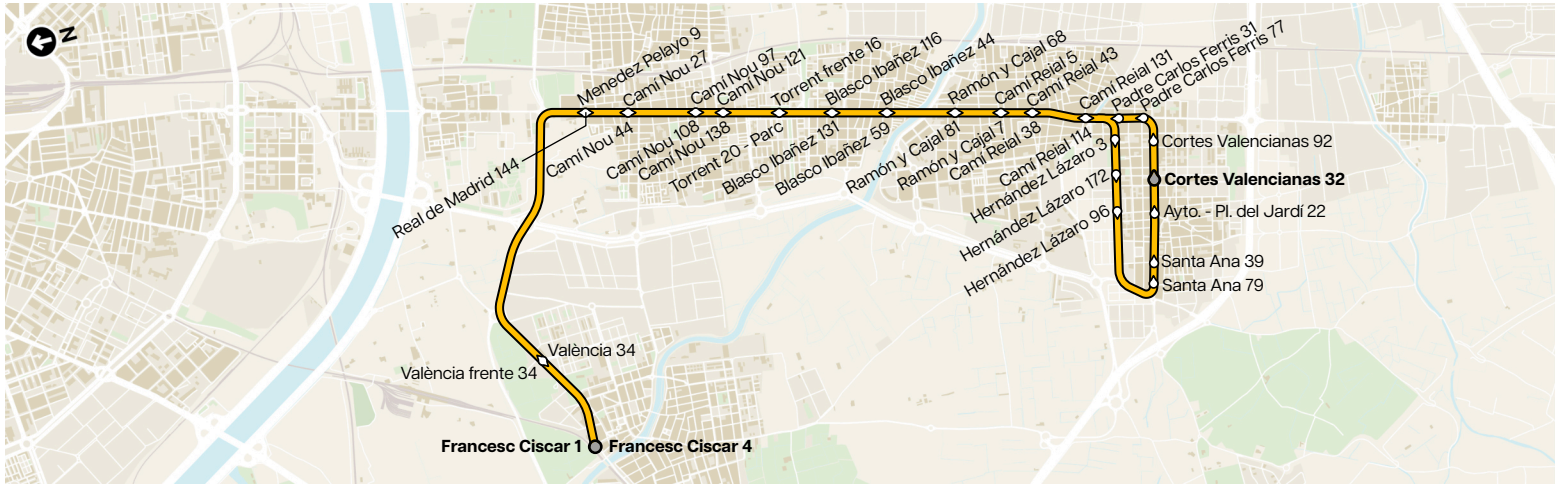 N
Menedez Pelayo 9
Camí Nou 27
Camí Nou 97
Camí Nou 121
Torrent frente 16
Blasco Ibañez 116
Blasco Ibañez 44
Ramón y Cajal 68
Camí Reial 5
Camí Reial 43
Camí Reial 131
Padre Carlos Ferris 31
Padre Carlos Ferris 77
Real de Madrid 144
Camí Nou 44
Camí Nou 108
Camí Nou 138
Torrent 20 - Parc
Blasco Ibañez 131
Blasco Ibañez 59
Ramón y Cajal 81
Ramón y Cajal 7
Camí Reial 38
Camí Reial 114
Hernández Lázaro 3
Hernández Lázaro 172
Hernández Lázaro 96
Cortes Valencianas 92
Cortes Valencianas 32
Ayto. - Pl. del Jardí 22
Santa Ana 39
Santa Ana 79
València 34
València frente 34
Francesc Ciscar 1
Francesc Ciscar 4